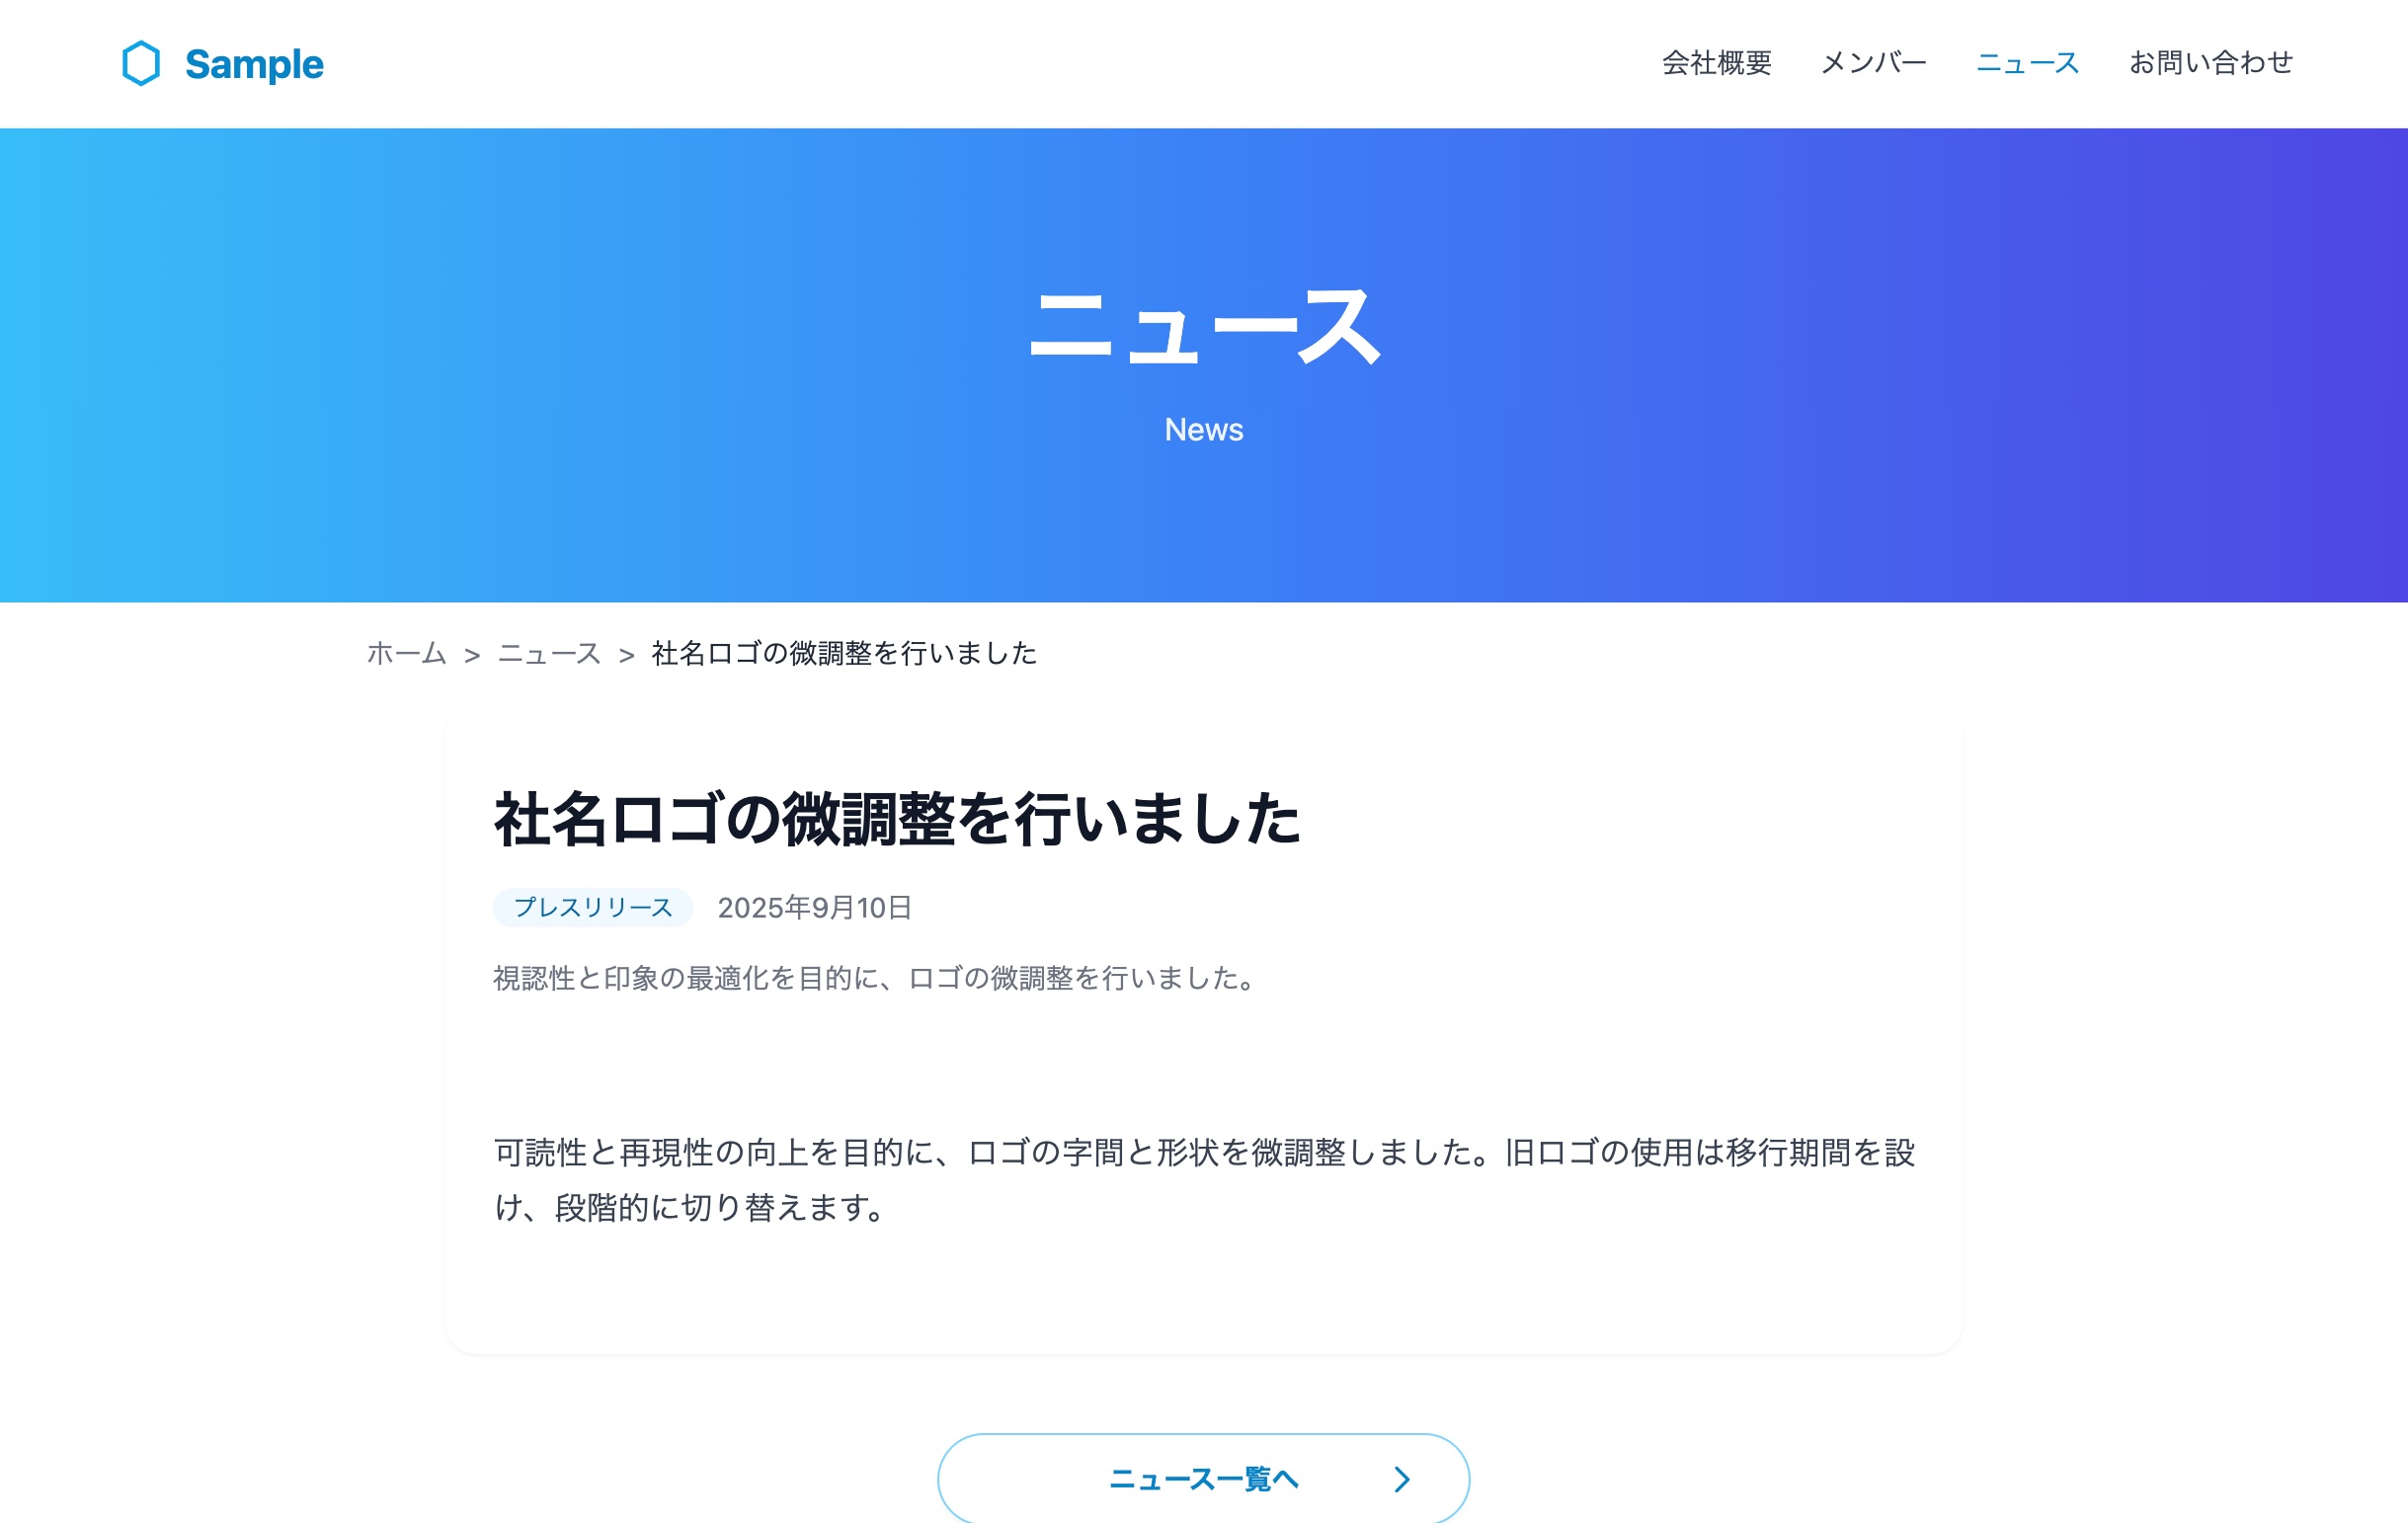 Sample
会社概要 メンバー ニュース お問い合わせ
ニュース
News
ホーム > ニュース > 社名ロゴの微調整を行いました
社名ロゴの微調整を行いました
プレスリリース 2025年9月10日
視認性と印象の最適化を目的に、ロゴの微調整を行いました。
可読性と再現性の向上を目的に、ロゴの字間と形状を微調整しました。旧ロゴの使用は移行期間を設
け、段階的に切り替えます。
ニュース一覧へ